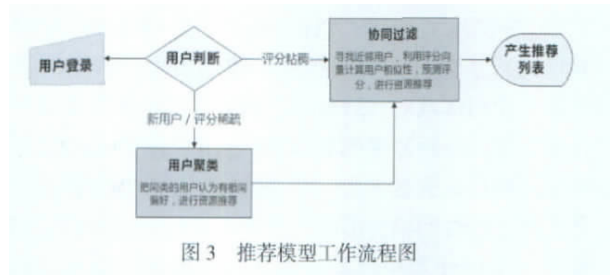 用户登录
用户判断
评分粘稠
协同过滤
寻找近邻用户,利用评分向
量计算用户相似性,预测评
分,进行资源推荐
产生推荐
列表
新用户/评分稀疏
用户聚类
把同类的用户认为有相同
偏好,进行资源推荐
图3 推荐模型工作流程图